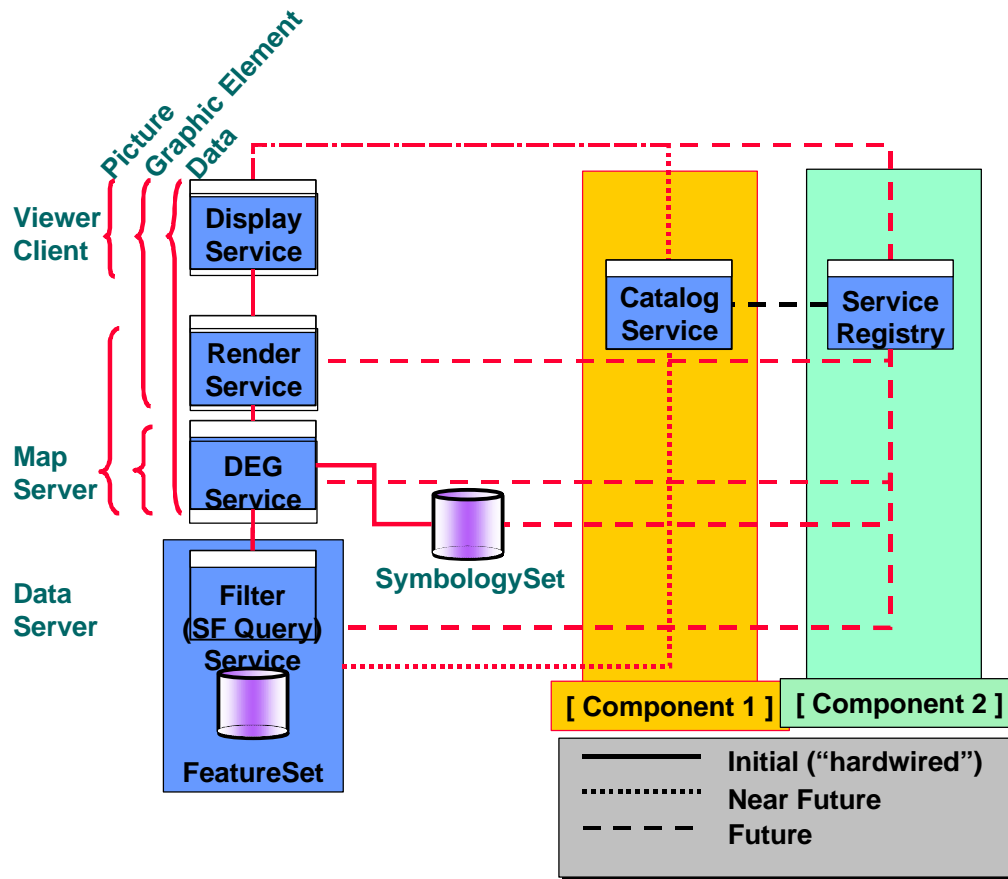 Picture
Graphic Element
Data
Viewer
Client
Display
Service
Catalog
Service
Service
Registry
Render
Service
Map
Server
DEG
Service
SymbologySet
Data
Server
Filter
(SF Query)
Service
FeatureSet
[ Component 1 ]
[ Component 2 ]
Initial (“hardwired”)
Near Future
Future